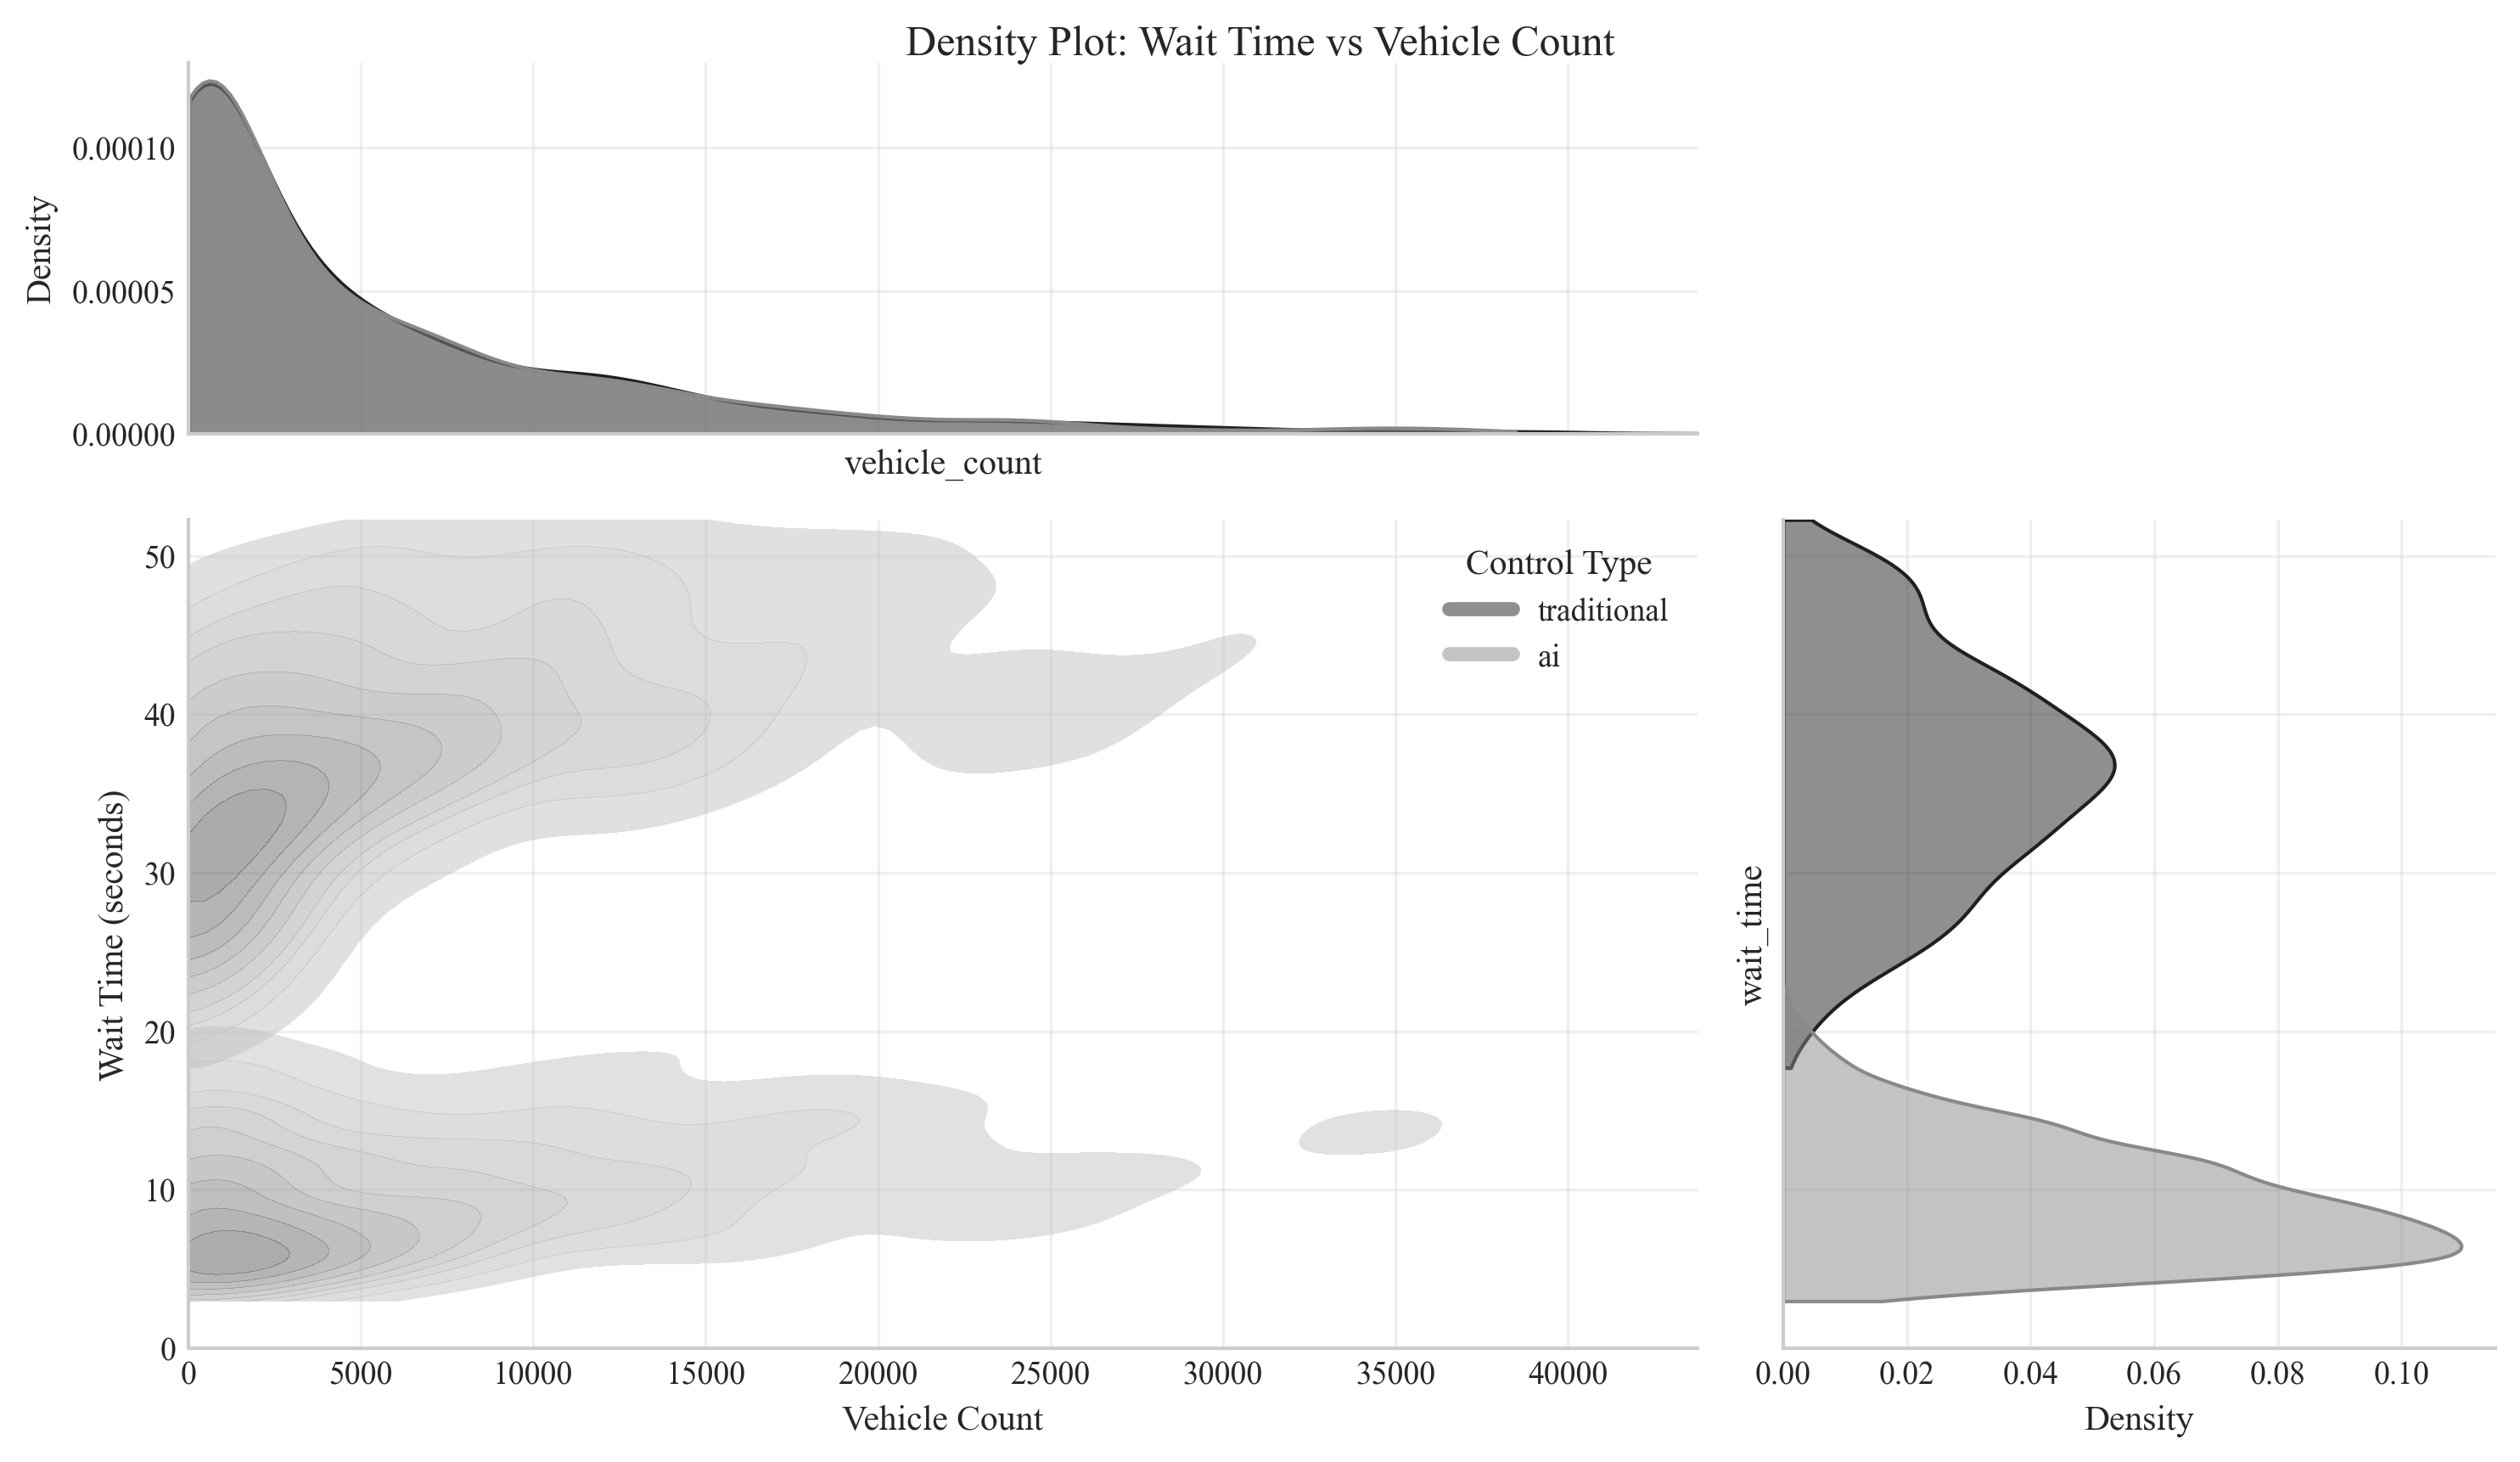 Density Plot: Wait Time vs Vehicle Count
Density
0.00010
0.00005
0.00000
vehicle_count
Wait Time (seconds)
50
40
30
20
10
0
Control Type
traditional
ai
0 5000 10000 15000 20000 25000 30000 35000 40000
Vehicle Count
wait_time
0.00 0.02 0.04 0.06 0.08 0.10
Density